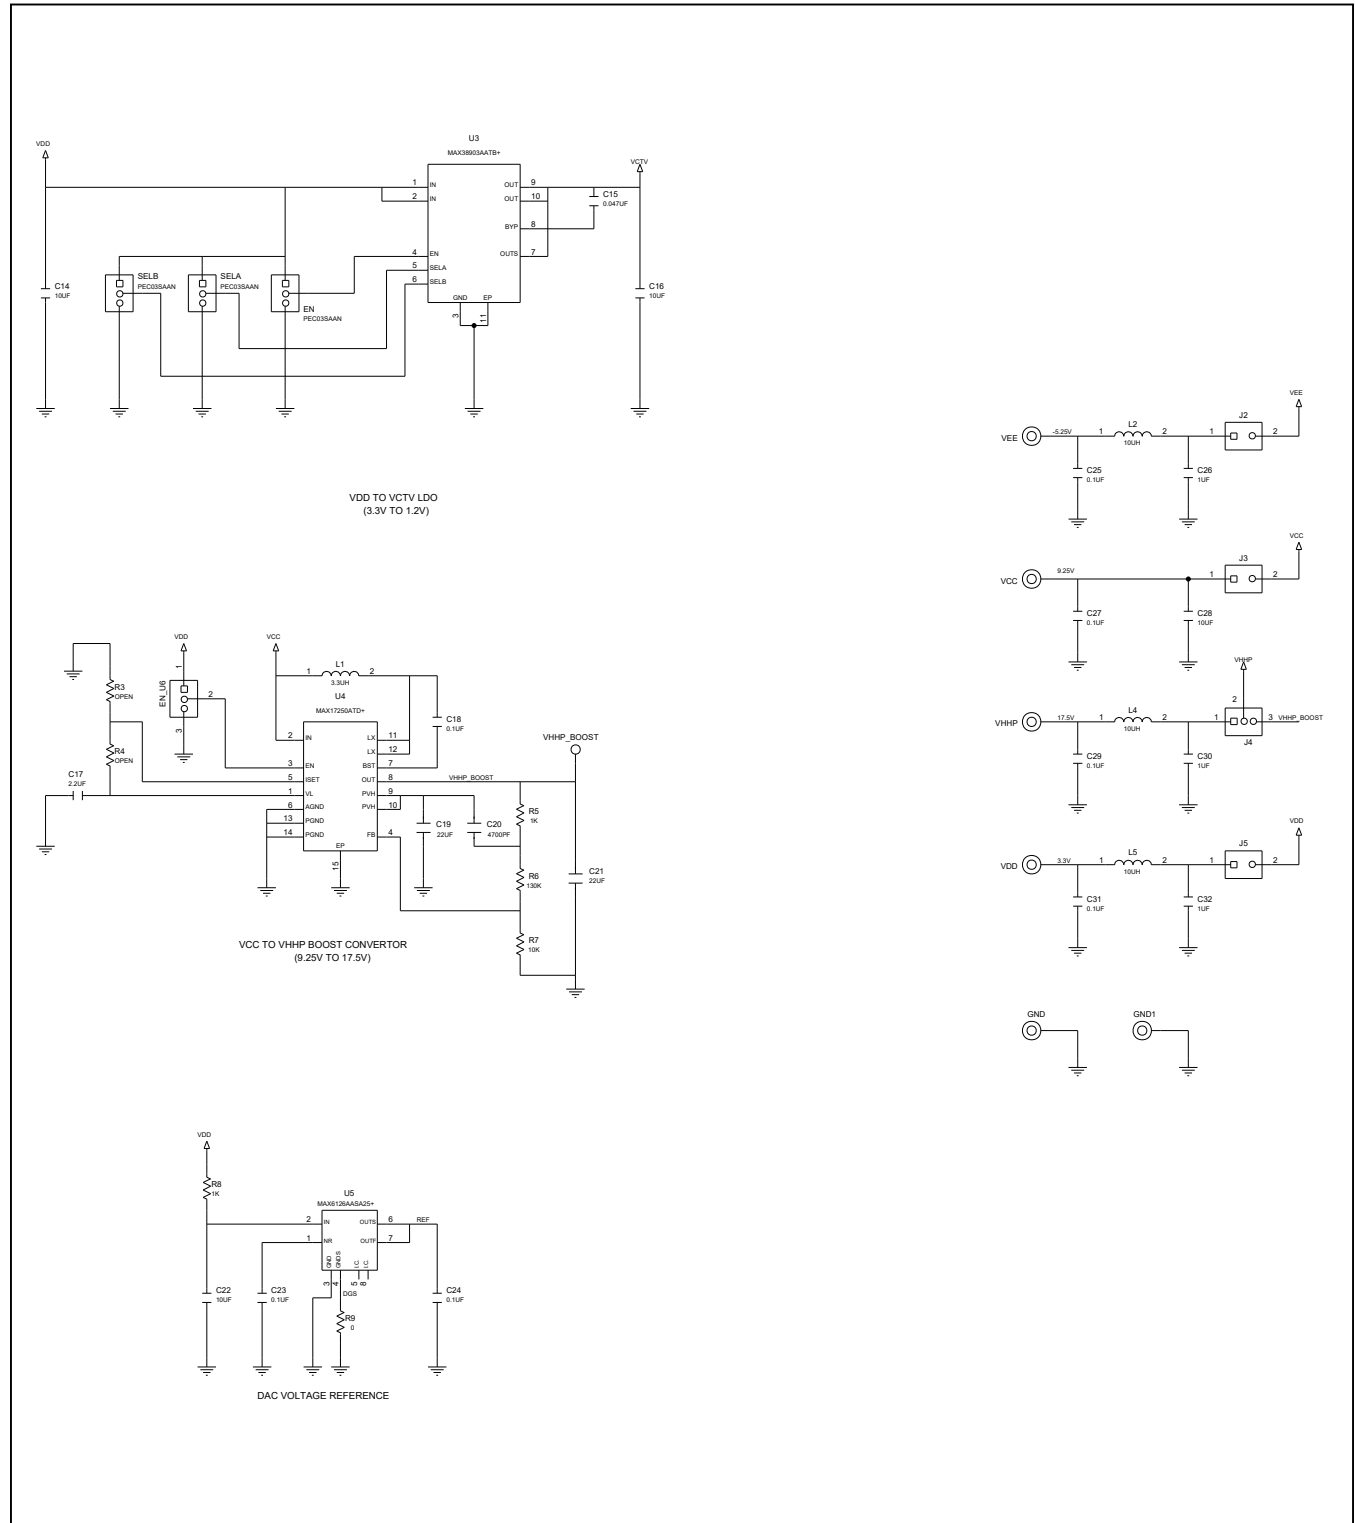 U3
MAX38903AATB+
VDD
VCTV
1 IN OUT 9
2 IN OUT 10
C15
0.047UF
BYP 8
4 EN OUTS 7
5 SELA
6 SELB
GND EP
3 11
SELB
PEC03SAAN
SELA
PEC03SAAN
EN
PEC03SAAN
C14
10UF
C16
10UF
VDD TO VCTV LDO
(3.3V TO 1.2V)
VEE
VEE -5.25V 1 L2 2 1 J2 2
10UH
C25
0.1UF
C26
1UF
VCC
VCC 9.25V 1 J3 2
C27
0.1UF
C28
10UF
VHHP
VHHP 17.5V 1 L4 2 1 2 3 VHHP_BOOST
10UH
J4
C29
0.1UF
C30
1UF
VDD
VDD 3.3V 1 L5 2 1 J5 2
10UH
C31
0.1UF
C32
1UF
GND
GND1
VDD
VCC
1
EN_U6
2
3
R3
OPEN
R4
OPEN
C17
2.2UF
1 L1 2
3.3UH
U4
MAX17250ATD+
C18
0.1UF
2 IN LX 11
LX 12
3 EN BST 7
5 ISET OUT 8
1 VL PVH 9
6 AGND PVH 10
13 PGND
14 PGND FB 4
EP
15
VHHP_BOOST
VHHP_BOOST
R5
1K
C19
22UF
C20
4700PF
R6
130K
C21
22UF
R7
10K
VCC TO VHHP BOOST CONVERTOR
(9.25V TO 17.5V)
VDD
R8
1K
U5
MAX6126AASA25+
2 IN OUTS 6 REF
1 NR OUTF 7
GND GNDS I.C. I.C.
3 4 5 8
DGS
C22
10UF
C23
0.1UF
R9
0
C24
0.1UF
DAC VOLTAGE REFERENCE